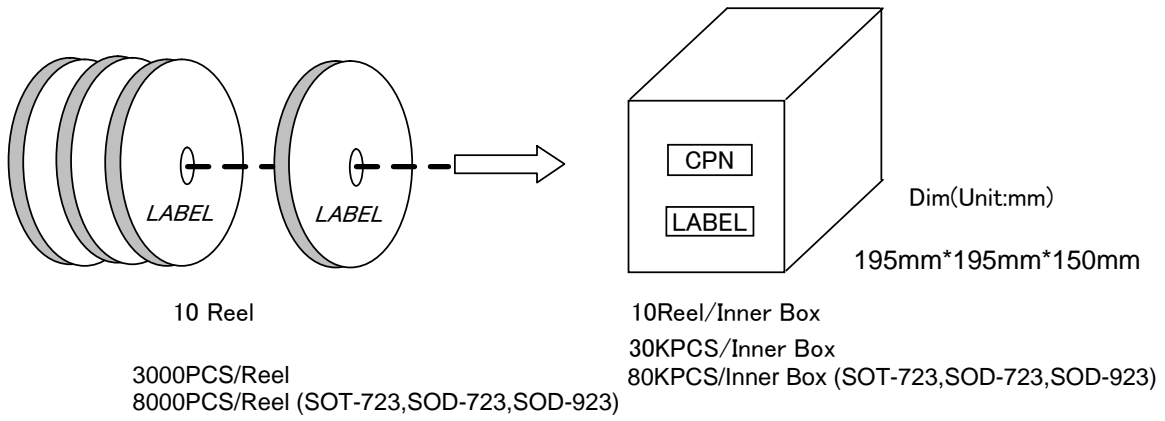 LABEL
LABEL
CPN
LABEL
Dim(Unit:mm)
195mm*195mm*150mm
10 Reel
3000PCS/Reel
8000PCS/Reel (SOT-723,SOD-723,SOD-923)
10Reel/Inner Box
30KPCS/Inner Box
80KPCS/Inner Box (SOT-723,SOD-723,SOD-923)